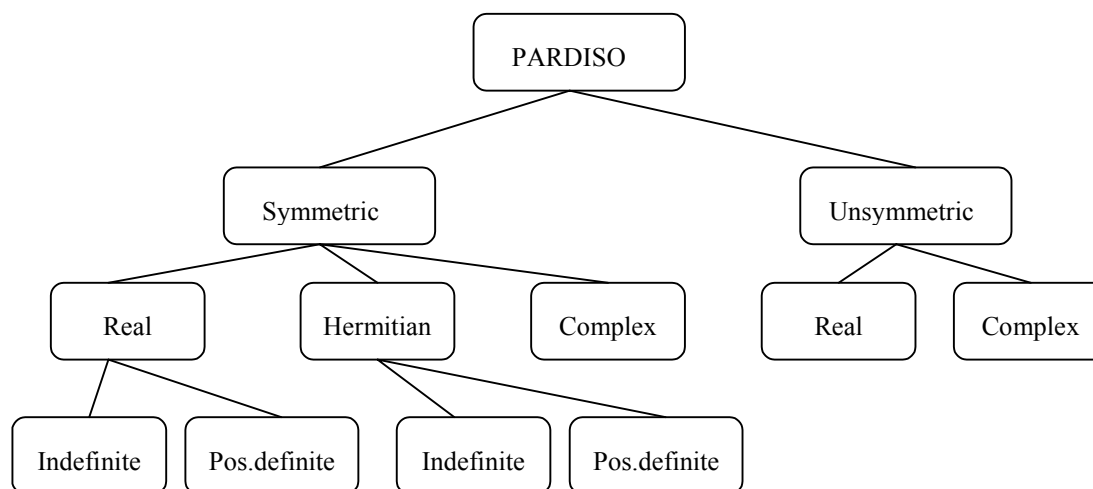 PARDISO
Symmetric
Unsymmetric
Real
Hermitian
Complex
Real
Complex
Indefinite
Pos.definite
Indefinite
Pos.definite